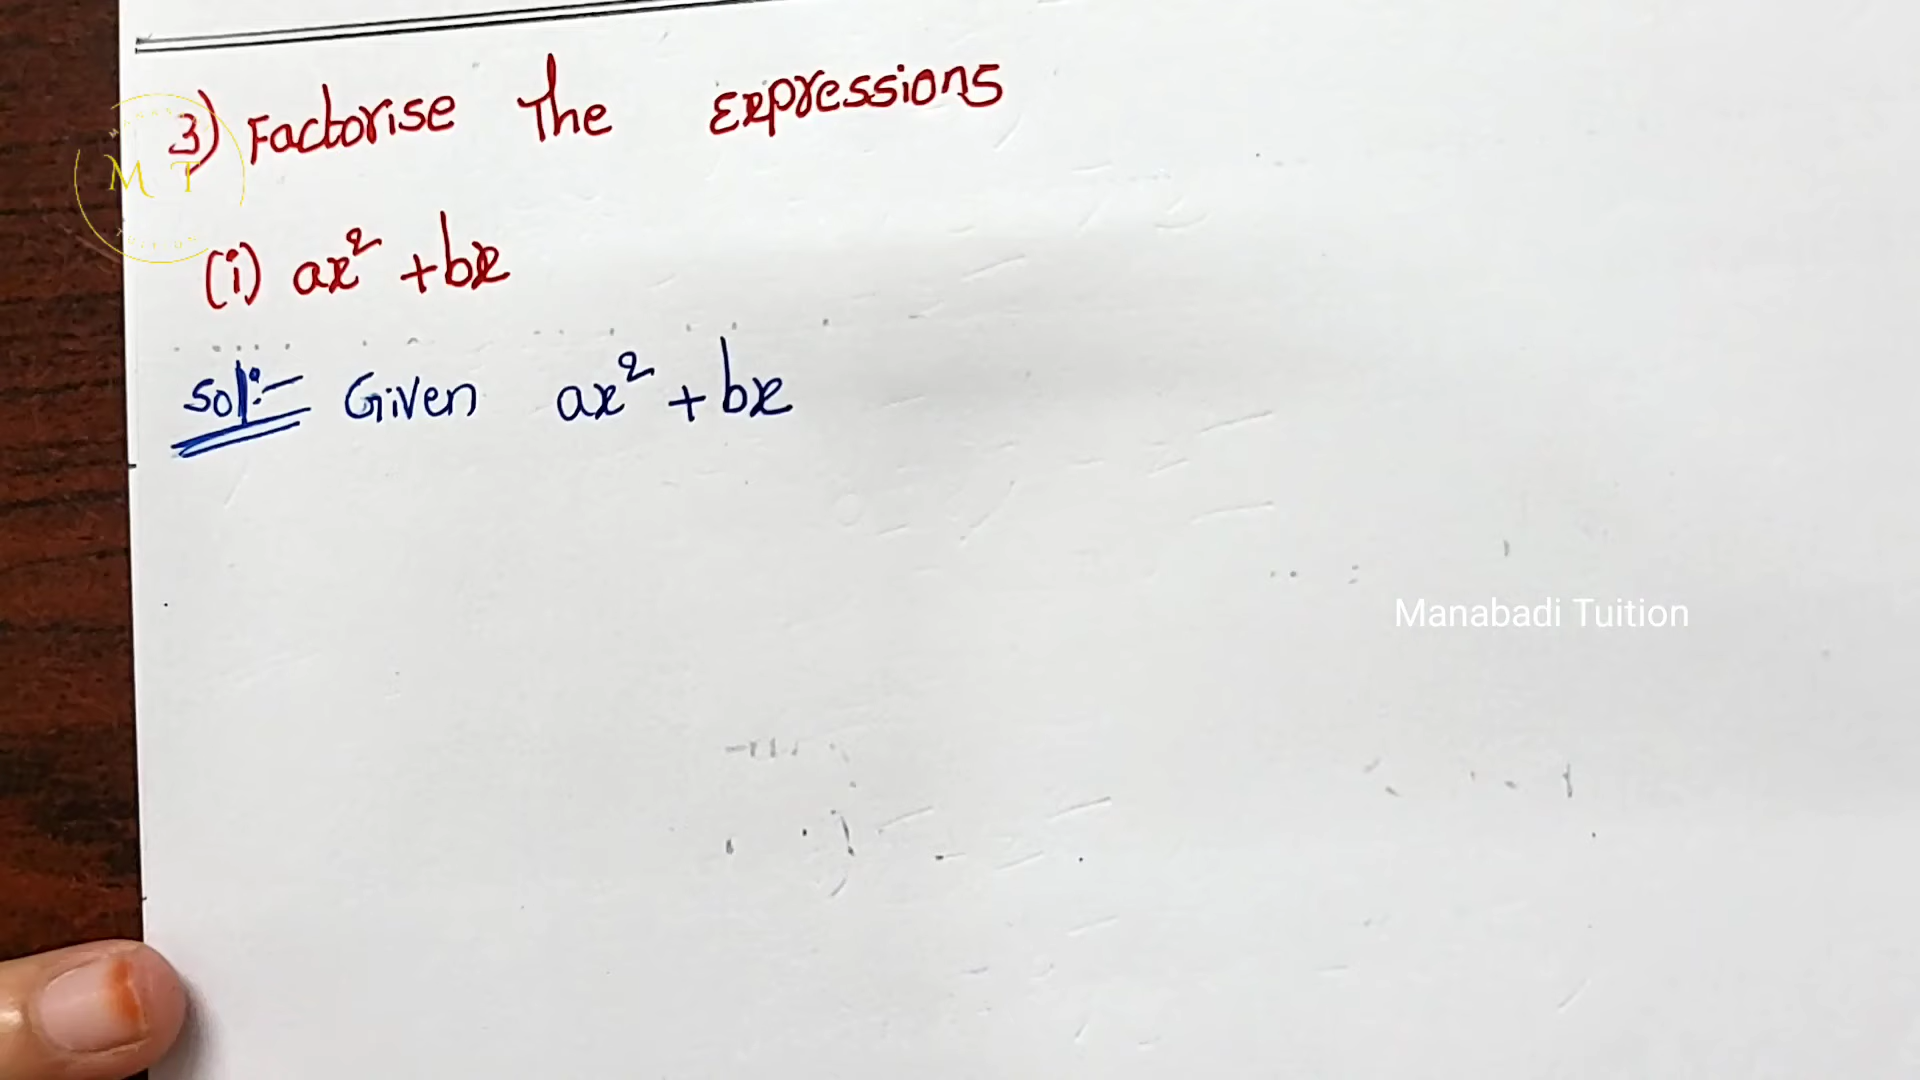 3) Factorise The Expressions
M T
(i) ax² + bx
Sol:- Given ax² + bx
Manabadi Tuition